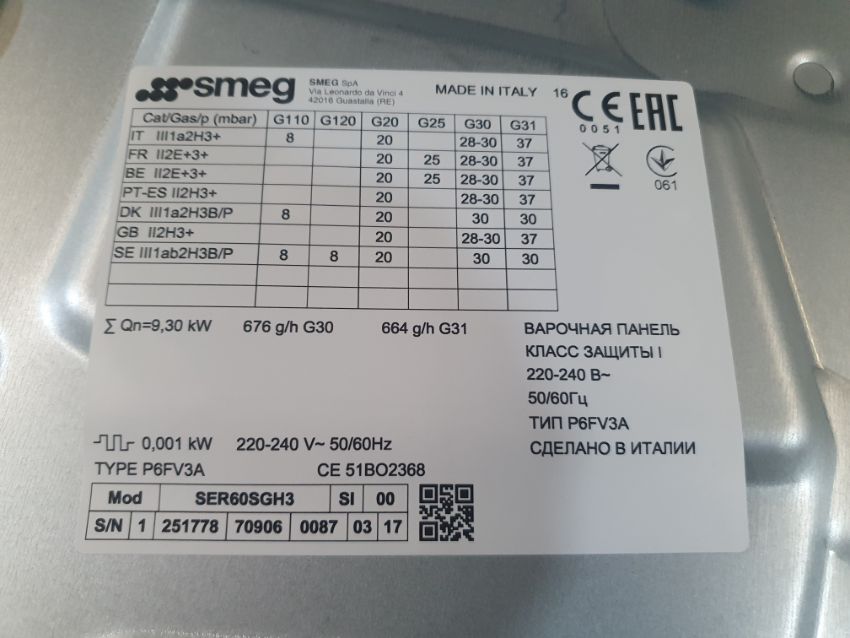 smeg
SMEG SpA
Via Leonardo da Vinci 4
42016 Guastalla (RE)
MADE IN ITALY 16
CE EAC
0051
061
Cat/Gas/p (mbar) G110 G120 G20 G25 G30 G31
IT III1a2H3+ 8 20 28-30 37
FR II2E+3+ 20 25 28-30 37
BE II2E+3+ 20 25 28-30 37
PT-ES II2H3+ 20 28-30 37
DK III1a2H3B/P 8 20 30 30
GB II2H3+ 20 28-30 37
SE III1ab2H3B/P 8 8 20 30 30
∑ Qn=9,30 kW 676 g/h G30 664 g/h G31
ВАРОЧНАЯ ПАНЕЛЬ
КЛАСС ЗАЩИТЫ I
220-240 В~
50/60Гц
ТИП P6FV3A
СДЕЛАНО В ИТАЛИИ
0,001 kW 220-240 V~ 50/60Hz
TYPE P6FV3A CE 51BO2368
Mod SER60SGH3 SI 00
S/N 1 251778 70906 0087 03 17